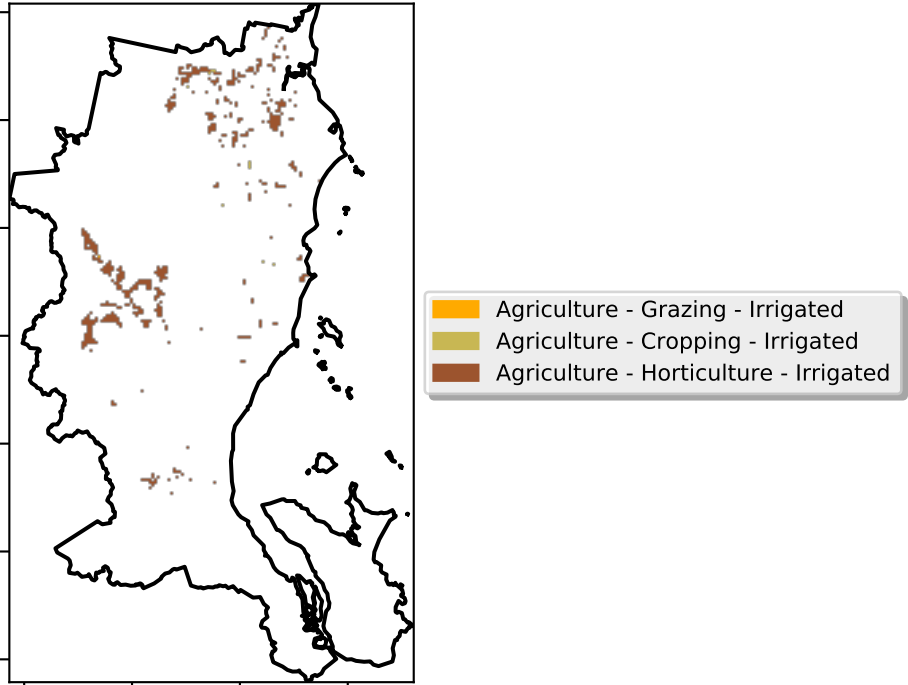 Agriculture - Grazing - Irrigated
Agriculture - Cropping - Irrigated
Agriculture - Horticulture - Irrigated